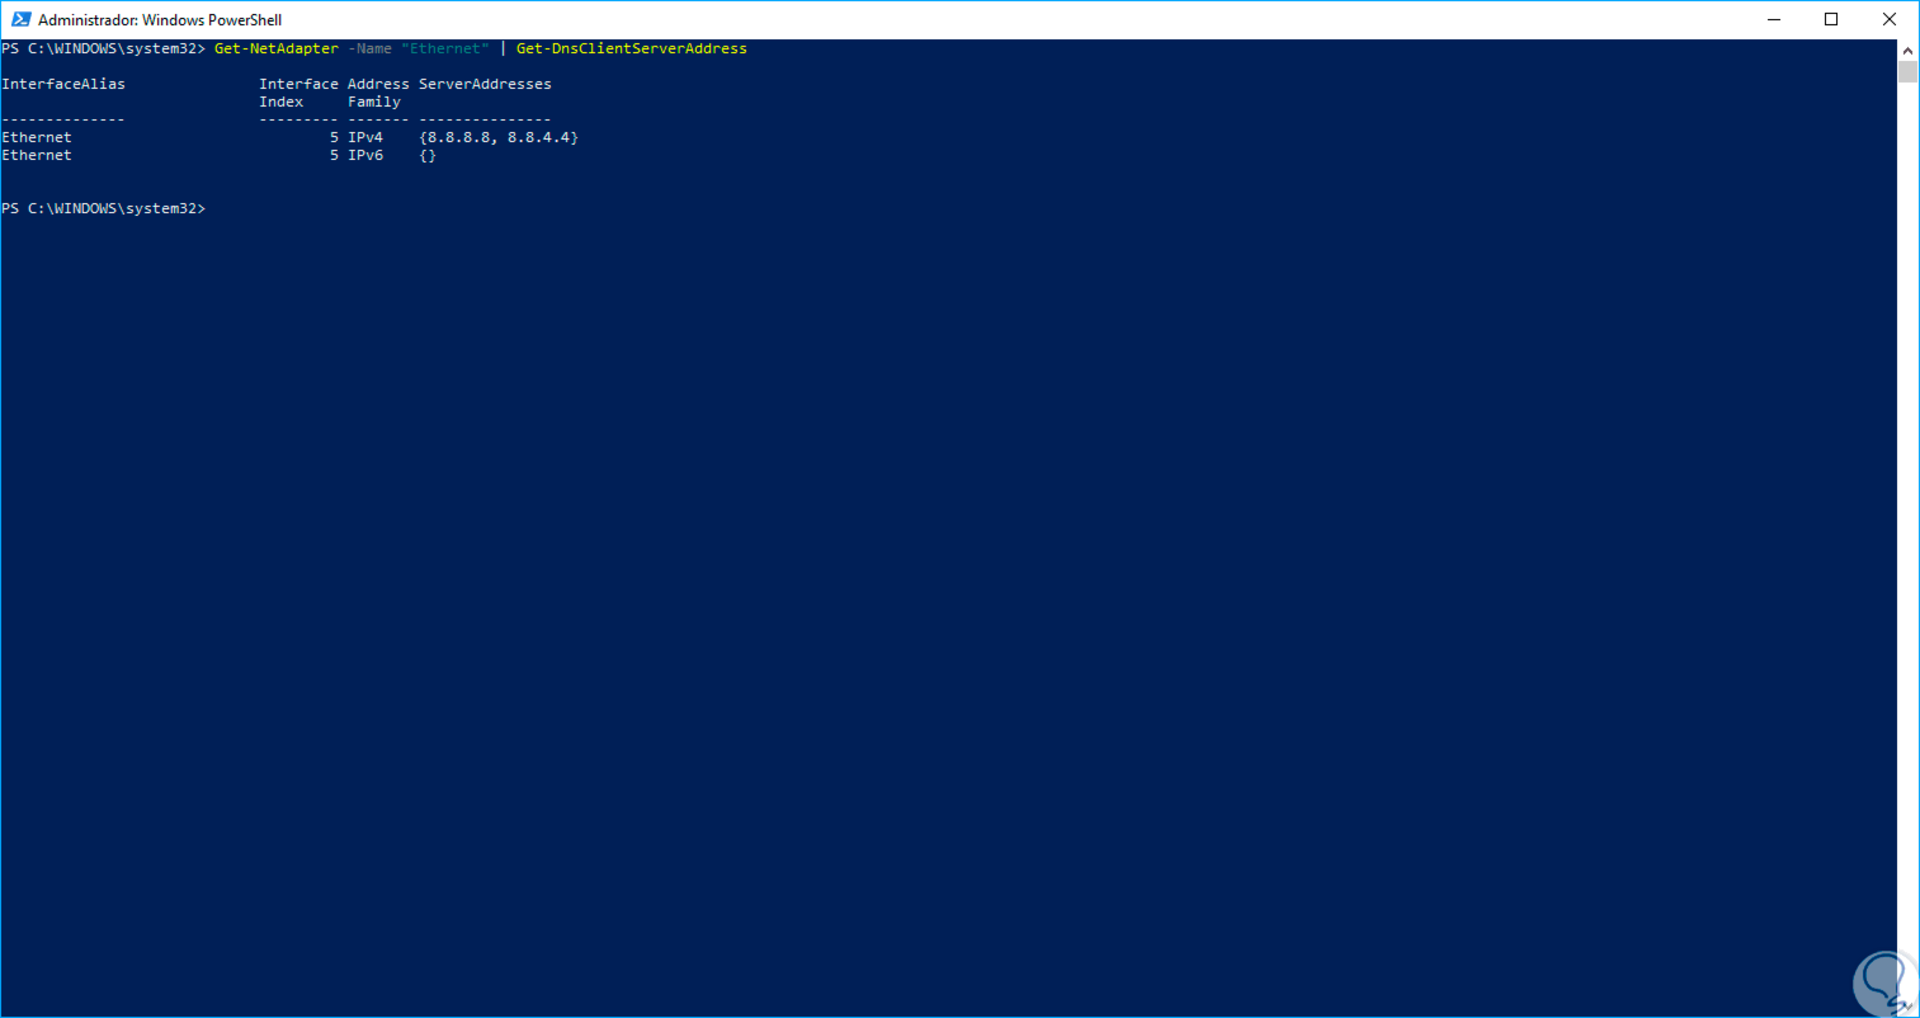 Administrador: Windows PowerShell
PS C:\WINDOWS\system32> Get-NetAdapter -Name "Ethernet" | Get-DnsClientServerAddress
InterfaceAlias                Interface Address ServerAddresses
                              Index     Family
--------------                --------- ------- ---------------
Ethernet                              5 IPv4    {8.8.8.8, 8.8.4.4}
Ethernet                              5 IPv6    {}
PS C:\WINDOWS\system32>